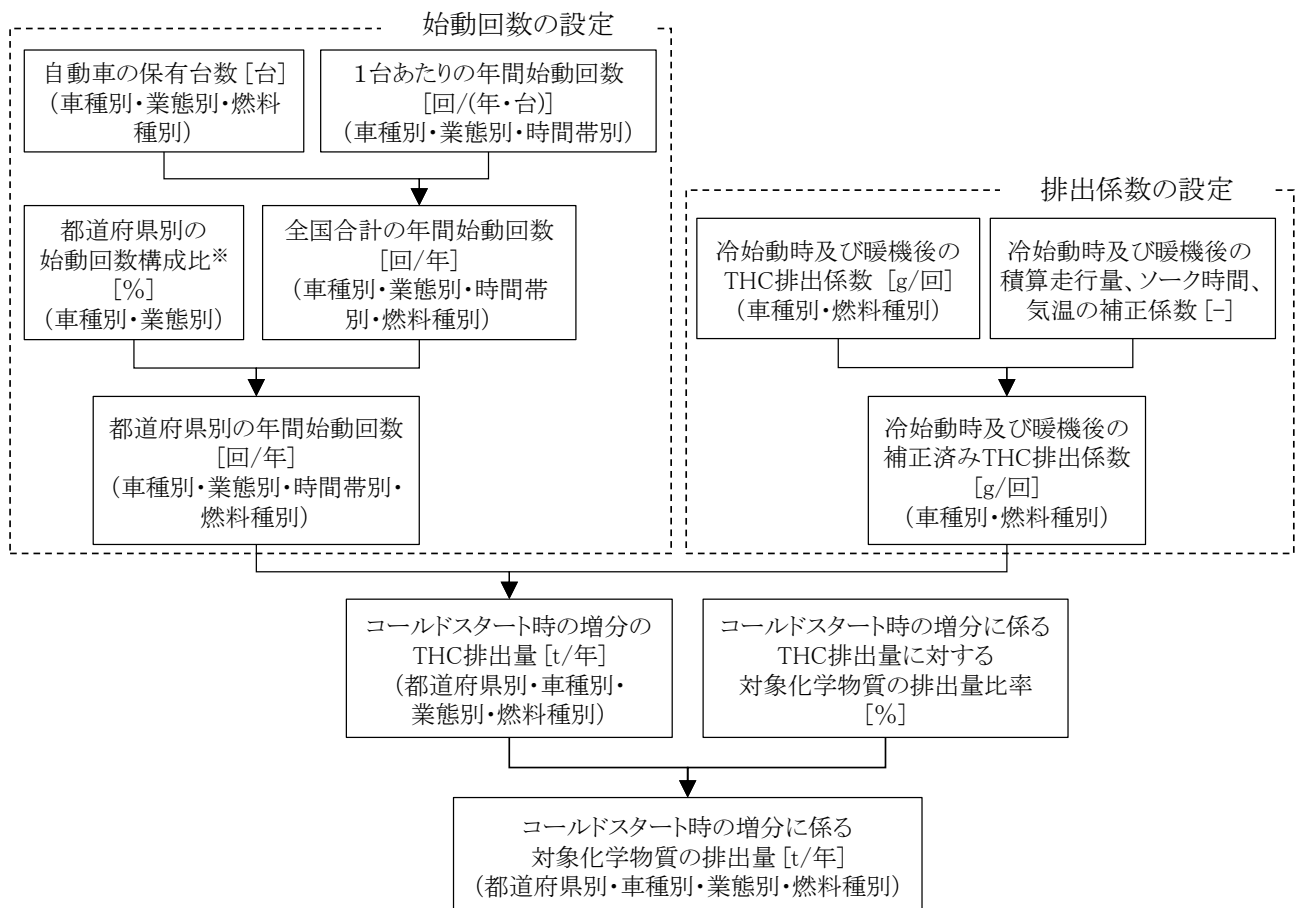 始動回数の設定
自動車の保有台数 [台]
(車種別・業態別・燃料
種別)
1台あたりの年間始動回数
[回/(年・台)]
(車種別・業態別・時間帯別)
都道府県別の
始動回数構成比※
[%]
(車種別・業態別)
全国合計の年間始動回数
[回/年]
(車種別・業態別・時間帯
別・燃料種別)
都道府県別の年間始動回数
[回/年]
(車種別・業態別・時間帯別・
燃料種別)
排出係数の設定
冷始動時及び暖機後の
THC排出係数 [g/回]
(車種別・燃料種別)
冷始動時及び暖機後の
積算走行量、ソーク時間、
気温の補正係数 [-]
冷始動時及び暖機後の
補正済みTHC排出係数
[g/回]
(車種別・燃料種別)
コールドスタート時の増分の
THC排出量 [t/年]
(都道府県別・車種別・
業態別・燃料種別)
コールドスタート時の増分に係る
THC排出量に対する
対象化学物質の排出量比率
[%]
コールドスタート時の増分に係る
対象化学物質の排出量 [t/年]
(都道府県別・車種別・業態別・燃料種別)